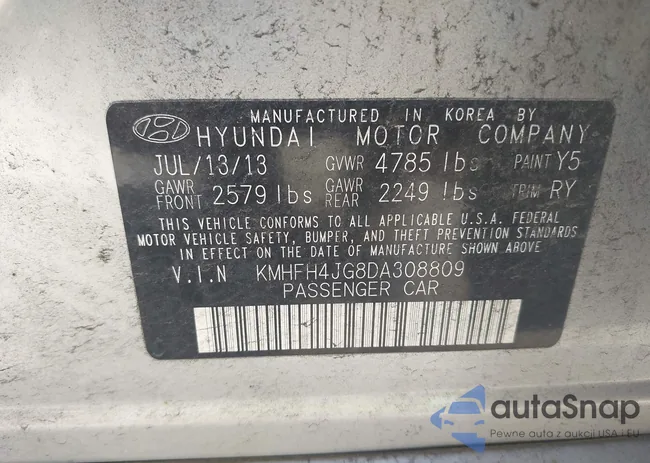 MANUFACTURED IN KOREA BY
HYUNDAI MOTOR COMPANY
JUL/13/13 GVWR 4785 lbs PAINT Y5
GAWR FRONT 2579 lbs GAWR REAR 2249 lbs TRIM RY
THIS VEHICLE CONFORMS TO ALL APPLICABLE U.S.A. FEDERAL
MOTOR VEHICLE SAFETY, BUMPER, AND THEFT PREVENTION STANDARDS
IN EFFECT ON THE DATE OF MANUFACTURE SHOWN ABOVE.
V.I.N KMHFH4JG8DA308809
PASSENGER CAR
autaSnap
Pewne auta z aukcji USA i EU